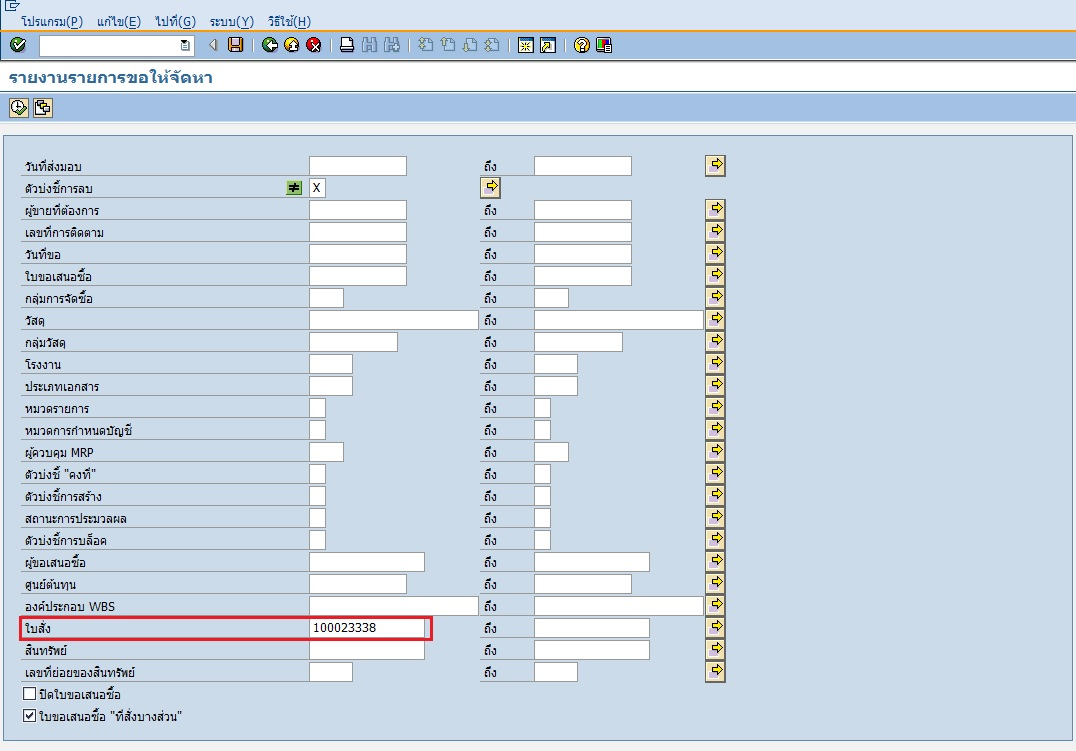 โปรแกรม(P) แก้ไข(E) ไปที่(G) ระบบ(Y) วิธีใช้(H)
รายงานรายการขอให้จัดหา
วันที่ส่งมอบ ถึง
ตัวบ่งชี้การลบ X
ผู้ขายที่ต้องการ ถึง
เลขที่การติดตาม ถึง
วันที่ขอ ถึง
ใบขอเสนอซื้อ ถึง
กลุ่มการจัดซื้อ ถึง
วัสดุ ถึง
กลุ่มวัสดุ ถึง
โรงงาน ถึง
ประเภทเอกสาร ถึง
หมวดรายการ ถึง
หมวดการกำหนดบัญชี ถึง
ผู้ควบคุม MRP ถึง
ตัวบ่งชี้ "คงที่" ถึง
ตัวบ่งชี้การสร้าง ถึง
สถานะการประมวลผล ถึง
ตัวบ่งชี้การบล็อค ถึง
ผู้ขอเสนอซื้อ ถึง
ศูนย์ต้นทุน ถึง
องค์ประกอบ WBS ถึง
ใบสั่ง 100023338 ถึง
สินทรัพย์ ถึง
เลขที่ย่อยของสินทรัพย์ ถึง
ปิดใบขอเสนอซื้อ
ใบขอเสนอซื้อ "ที่สั่งบางส่วน"